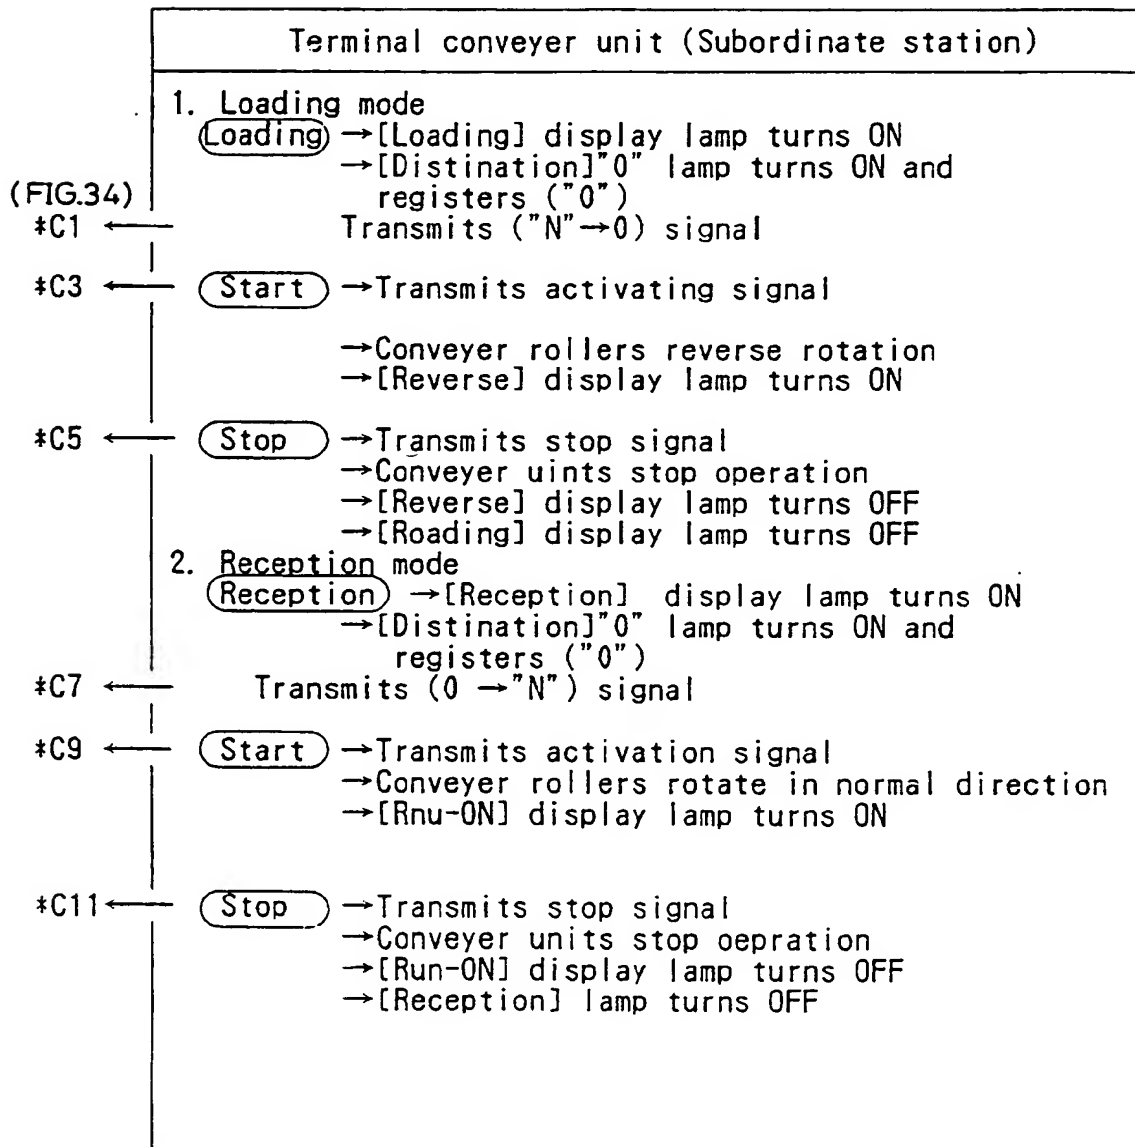 Terminal conveyer unit (Subordinate station)
1. Loading mode
Loading →[Loading] display lamp turns ON
→[Distination]"0" lamp turns ON and
registers ("0")
(FIG.34)
*C1 ← Transmits ("N"→0) signal
*C3 ← Start →Transmits activating signal
→Conveyer rollers reverse rotation
→[Reverse] display lamp turns ON
*C5 ← Stop →Transmits stop signal
→Conveyer uints stop operation
→[Reverse] display lamp turns OFF
→[Roading] display lamp turns OFF
2. Reception mode
Reception →[Reception] display lamp turns ON
→[Distination]"0" lamp turns ON and
registers ("0")
*C7 ← Transmits (0 →"N") signal
*C9 ← Start →Transmits activation signal
→Conveyer rollers rotate in normal direction
→[Rnu-ON] display lamp turns ON
*C11← Stop →Transmits stop signal
→Conveyer units stop oepration
→[Run-ON] display lamp turns OFF
→[Reception] lamp turns OFF